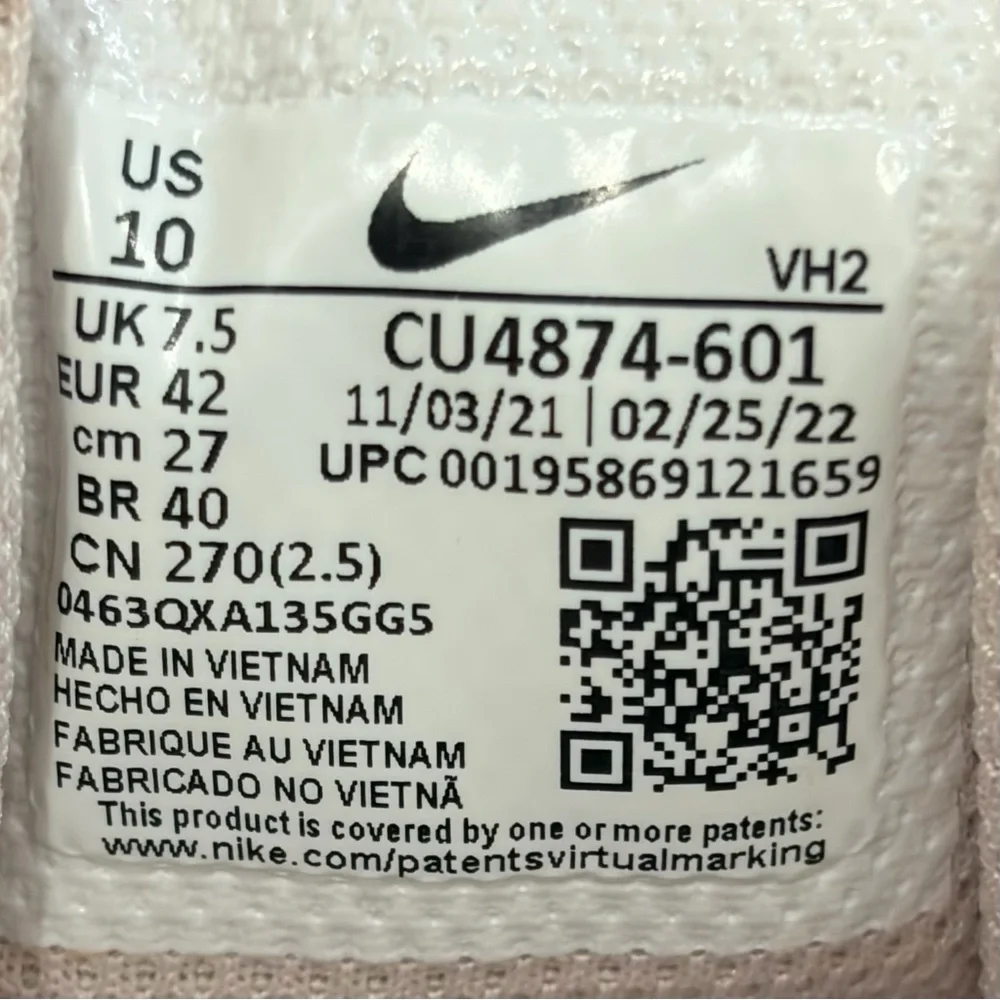 US
10
VH2
UK 7.5
EUR 42
cm 27
BR 40
CN 270(2.5)
CU4874-601
11/03/21 | 02/25/22
UPC 00195869121659
0463QXA135GG5
MADE IN VIETNAM
HECHO EN VIETNAM
FABRIQUE AU VIETNAM
FABRICADO NO VIETNÃ
This product is covered by one or more patents:
www.nike.com/patentsvirtualmarking